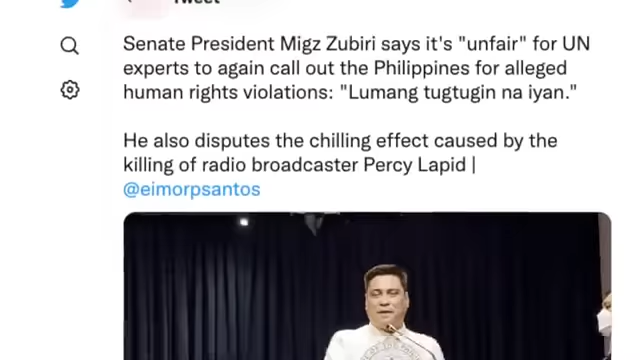 Tweet
Senate President Migz Zubiri says it's "unfair" for UN
experts to again call out the Philippines for alleged
human rights violations: "Lumang tugtugin na iyan."
He also disputes the chilling effect caused by the
killing of radio broadcaster Percy Lapid |
@eimorpsantos